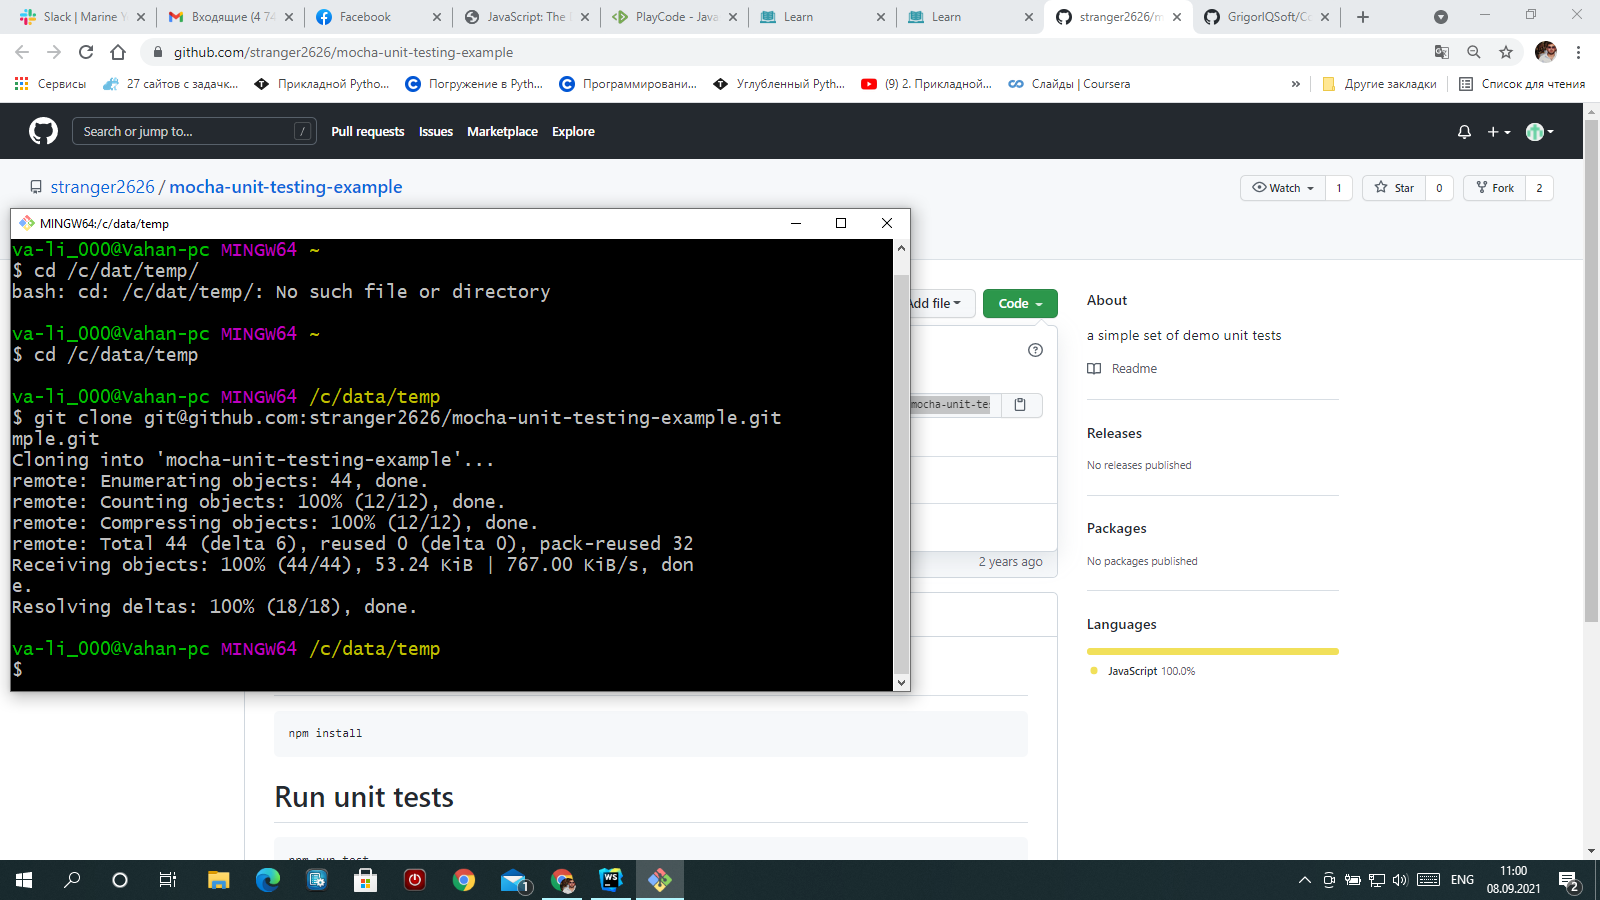 Slack | Marine Y
Входящие (4 74
Facebook
JavaScript: The
PlayCode - Java
Learn
Learn
stranger2626/m
GrigorIQSoft/Co
github.com/stranger2626/mocha-unit-testing-example
Сервисы
27 сайтов с задачк...
Прикладной Pytho...
Погружение в Pyth...
Программировани...
Углубленный Pyth...
(9) 2. Прикладной...
Слайды | Coursera
»
Другие закладки
Список для чтения
Search or jump to...
/
Pull requests
Issues
Marketplace
Explore
stranger2626 / mocha-unit-testing-example
Watch
1
Star
0
Fork
2
MINGW64:/c/data/temp
va-li_000@Vahan-pc MINGW64 ~
$ cd /c/dat/temp/
bash: cd: /c/dat/temp/: No such file or directory
va-li_000@Vahan-pc MINGW64 ~
$ cd /c/data/temp
va-li_000@Vahan-pc MINGW64 /c/data/temp
$ git clone git@github.com:stranger2626/mocha-unit-testing-example.git
mple.git
Cloning into 'mocha-unit-testing-example'...
remote: Enumerating objects: 44, done.
remote: Counting objects: 100% (12/12), done.
remote: Compressing objects: 100% (12/12), done.
remote: Total 44 (delta 6), reused 0 (delta 0), pack-reused 32
Receiving objects: 100% (44/44), 53.24 KiB | 767.00 KiB/s, don
e.
Resolving deltas: 100% (18/18), done.
va-li_000@Vahan-pc MINGW64 /c/data/temp
$
Add file
Code
mocha-unit-te
2 years ago
About
a simple set of demo unit tests
Readme
Releases
No releases published
Packages
No packages published
Languages
JavaScript 100.0%
npm install
Run unit tests
npm run test
WS
1
ENG
11:00
08.09.2021
2